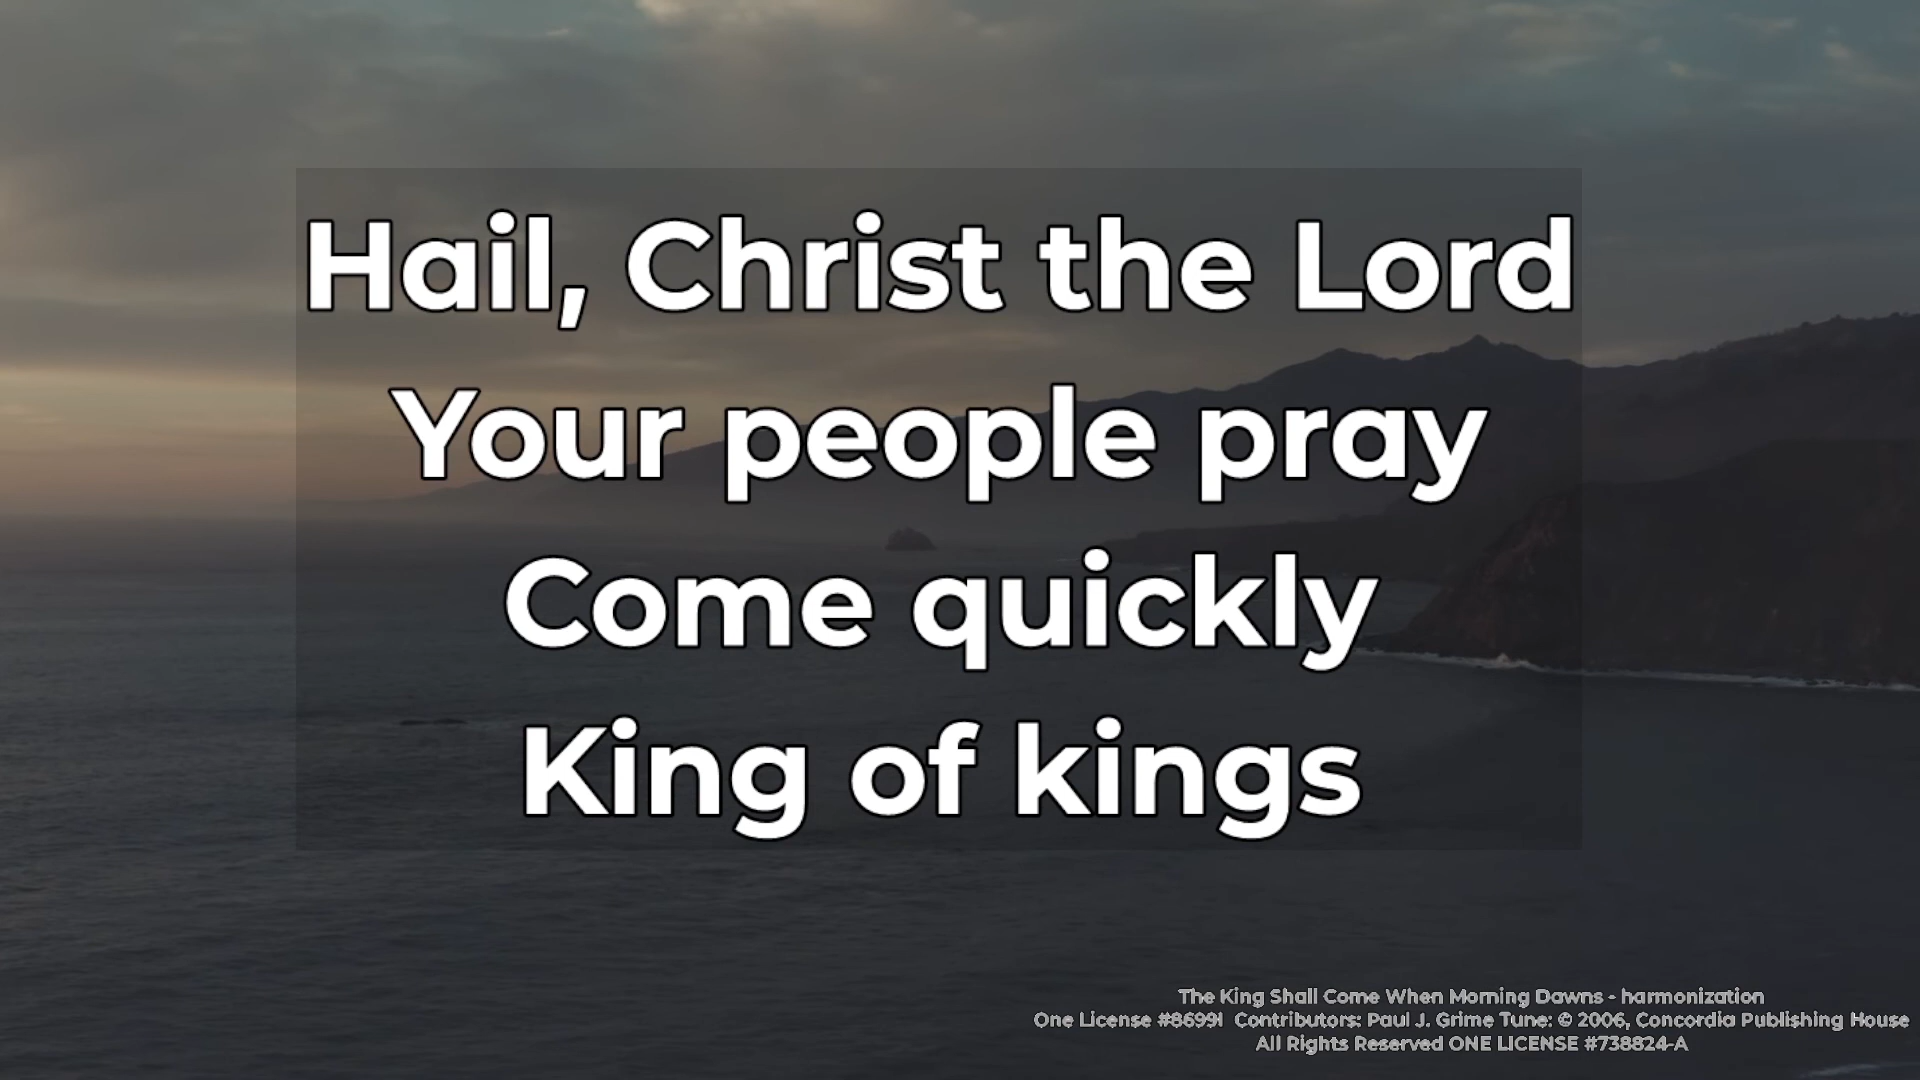 Hail, Christ the Lord
Your people pray
Come quickly
King of kings
The King Shall Come When Morning Dawns - harmonization
One License #86991  Contributors: Paul J. Grime Tune: © 2006, Concordia Publishing House
All Rights Reserved ONE LICENSE #738824-A